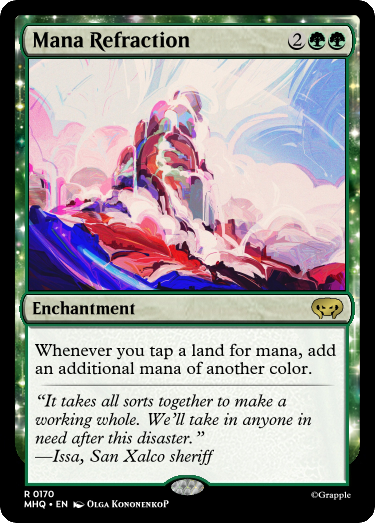 Mana Refraction 2
Enchantment
Whenever you tap a land for mana, add
an additional mana of another color.
“It takes all sorts together to make a
working whole. We’ll take in anyone in
need after this disaster.”
—Issa, San Xalco sheriff
R 0170
MHQ • EN OLGA KONONENKOP
©Grapple